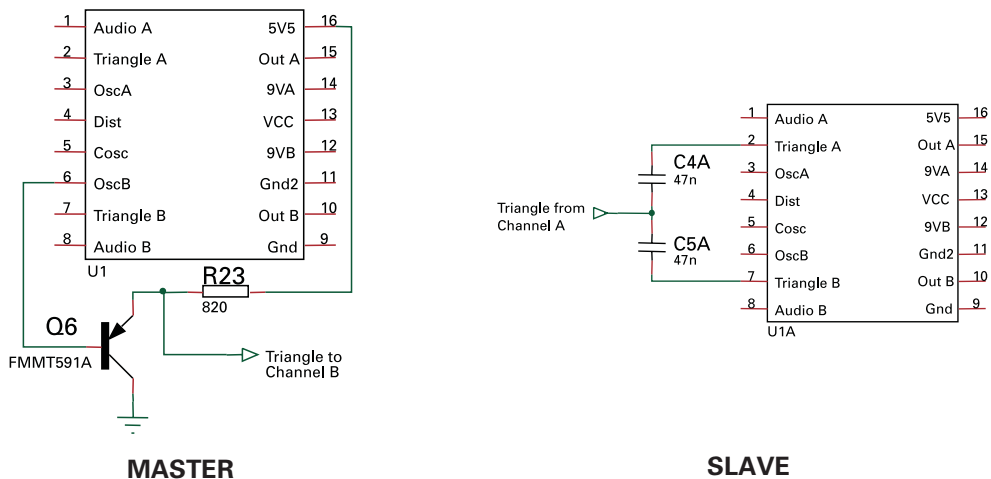 1 Audio A 5V5 16
2 Triangle A Out A 15
3 OscA 9VA 14
4 Dist VCC 13
5 Cosc 9VB 12
6 OscB Gnd2 11
7 Triangle B Out B 10
8 Audio B Gnd 9
U1
R23
820
Q6
FMMT591A
Triangle to
Channel B
MASTER
1 Audio A 5V5 16
2 Triangle A Out A 15
3 OscA 9VA 14
4 Dist VCC 13
5 Cosc 9VB 12
6 OscB Gnd2 11
7 Triangle B Out B 10
8 Audio B Gnd 9
U1A
C4A
47n
Triangle from
Channel A
C5A
47n
SLAVE